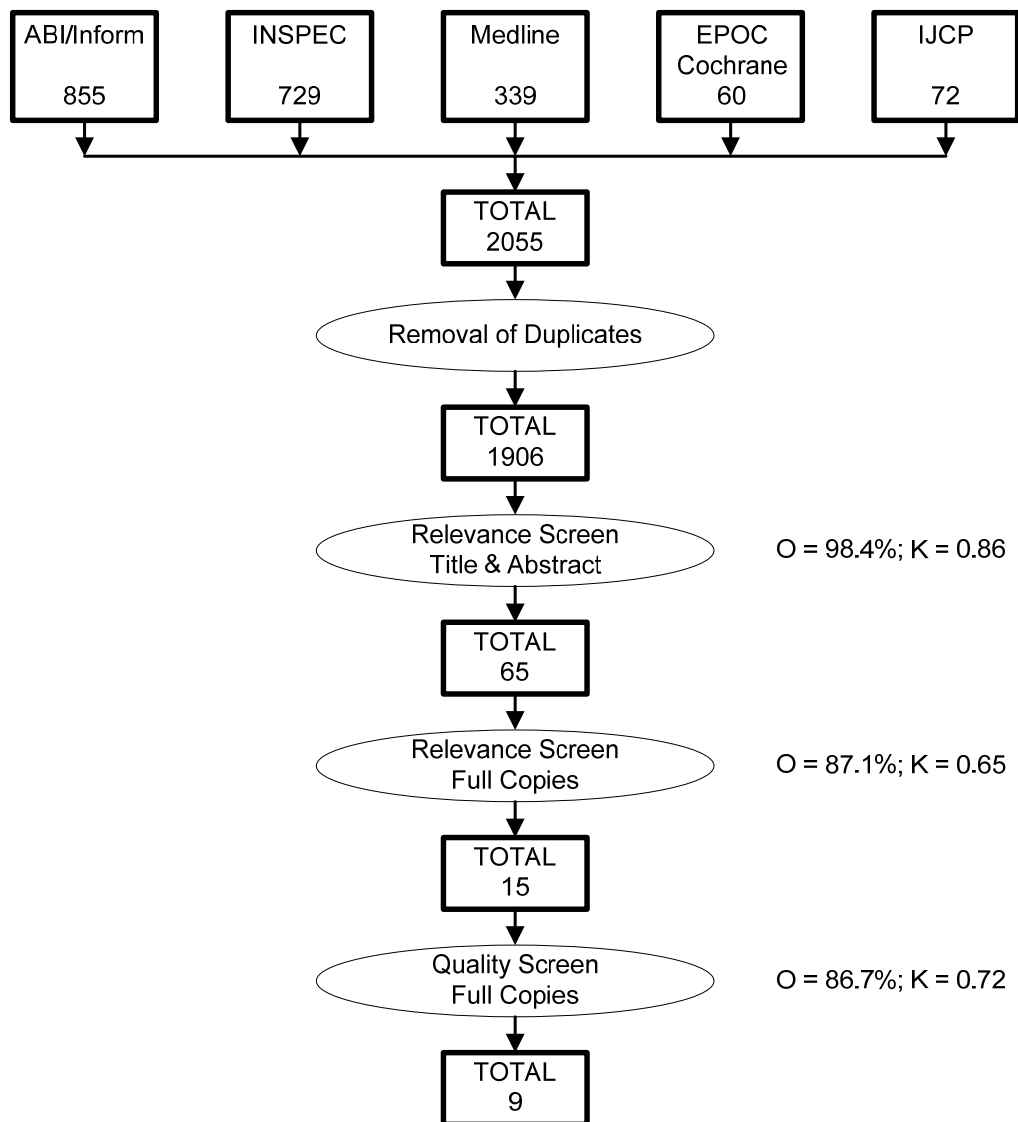 ABI/Inform
855
INSPEC
729
Medline
339
EPOC
Cochrane
60
IJCP
72
TOTAL
2055
Removal of Duplicates
TOTAL
1906
Relevance Screen
Title & Abstract
O = 98.4%; K = 0.86
TOTAL
65
Relevance Screen
Full Copies
O = 87.1%; K = 0.65
TOTAL
15
Quality Screen
Full Copies
O = 86.7%; K = 0.72
TOTAL
9